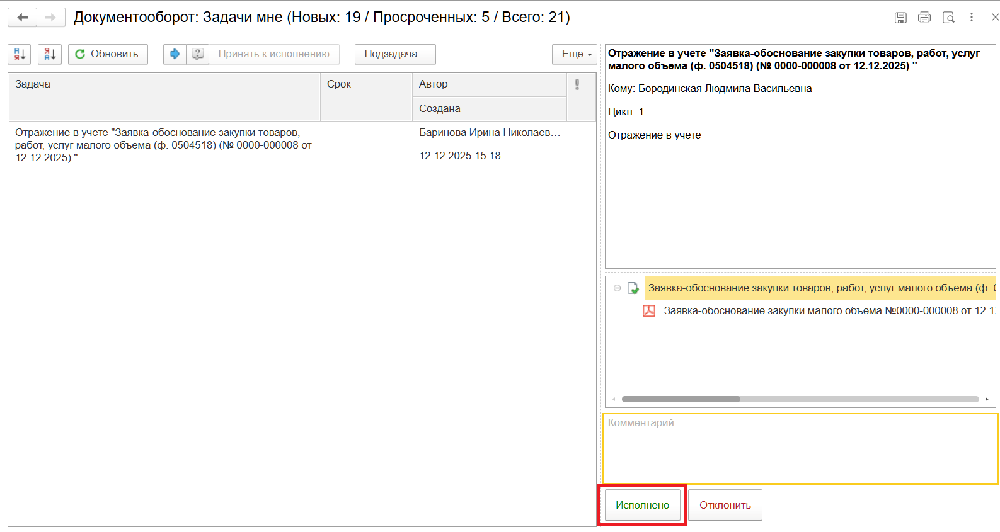 Документооборот: Задачи мне (Новых: 19 / Просроченных: 5 / Всего: 21)
Обновить
Принять к исполнению
Подзадача...
Еще
Задача
Срок
Автор
Создана
Отражение в учете "Заявка-обоснование закупки товаров,
работ, услуг малого объема (ф. 0504518) (№ 0000-000008 от
12.12.2025) "
Баринова Ирина Николаев...
12.12.2025 15:18
Отражение в учете "Заявка-обоснование закупки товаров, работ, услуг
малого объема (ф. 0504518) (№ 0000-000008 от 12.12.2025) "
Кому: Бородинская Людмила Васильевна
Цикл: 1
Отражение в учете
Заявка-обоснование закупки товаров, работ, услуг малого объема (ф.
Заявка-обоснование закупки малого объема №0000-000008 от 12.1
Комментарий
Исполнено
Отклонить